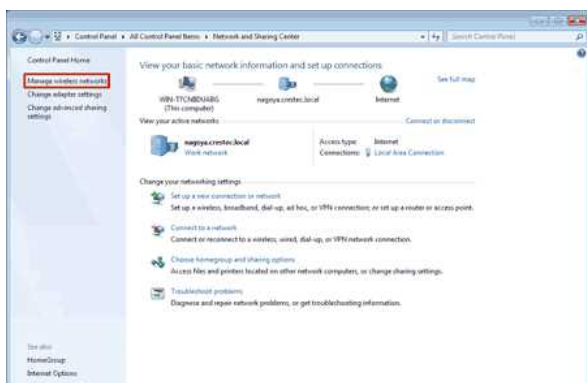 Control Panel ▸ All Control Panel Items ▸ Network and Sharing Center
Search Control Panel
Control Panel Home
Manage wireless networks
Change adapter settings
Change advanced sharing
settings
View your basic network information and set up connections
(This computer)
nagoya.crestec.local
Internet
See full map
View your active networks
Connect or disconnect
nagoya.crestec.local
Work network
Access type: Internet
Connections: Local Area Connection
Change your networking settings
Set up a new connection or network
Set up a wireless, broadband, dial-up, ad hoc, or VPN connection; or set up a router or access point.
Connect to a network
Connect or reconnect to a wireless, wired, dial-up, or VPN network connection.
Choose homegroup and sharing options
Access files and printers located on other network computers, or change sharing settings.
Troubleshoot problems
Diagnose and repair network problems, or get troubleshooting information.
See also
HomeGroup
Internet Options